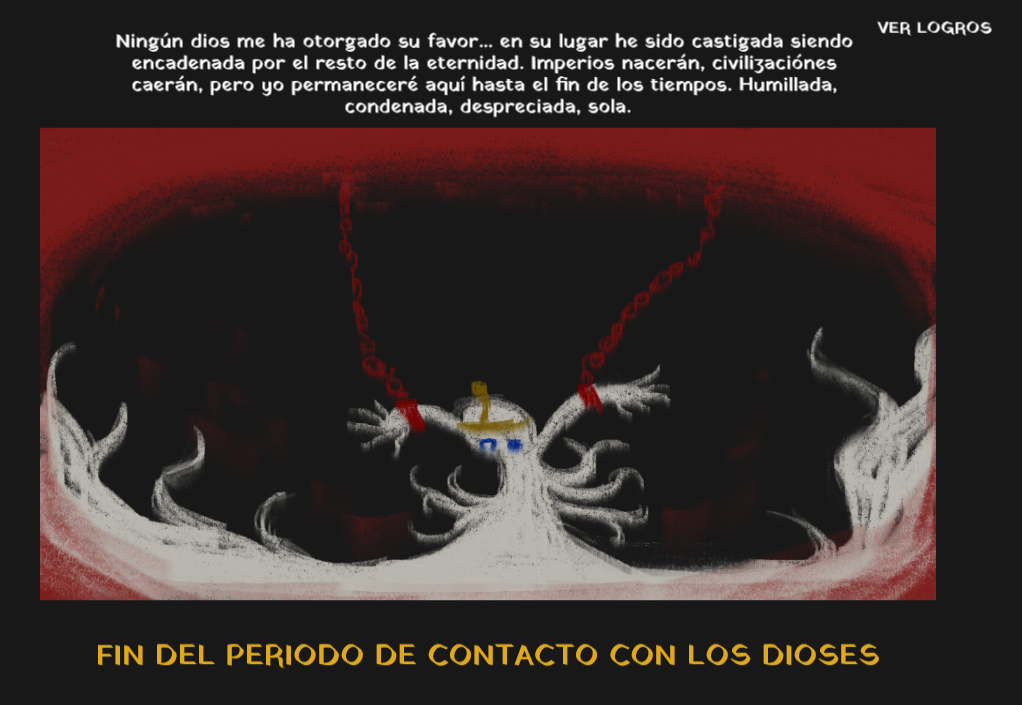 VER LOGROS
Ningún dios me ha otorgado su favor... en su lugar he sido castigada siendo
encadenada por el resto de la eternidad. Imperios nacerán, civilizaciónes
caerán, pero yo permaneceré aquí hasta el fin de los tiempos. Humillada,
condenada, despreciada, sola.
FIN DEL PERIODO DE CONTACTO CON LOS DIOSES